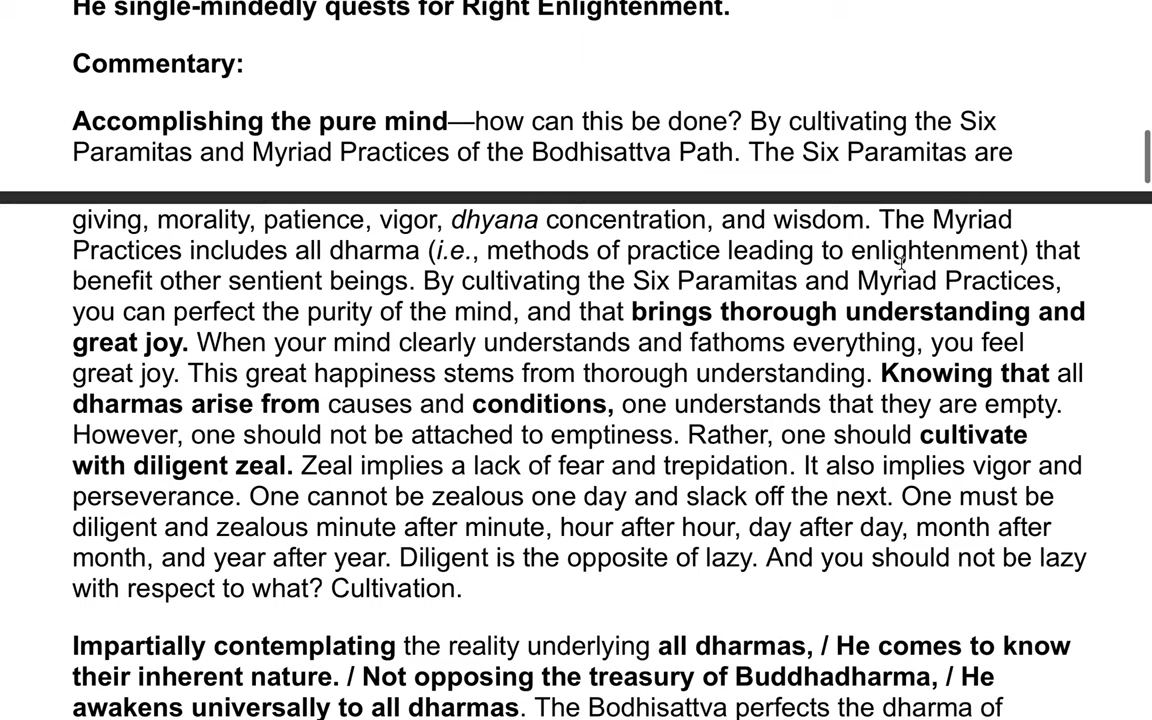 He single-mindedly quests for Right Enlightenment.
Commentary:
Accomplishing the pure mind—how can this be done? By cultivating the Six
Paramitas and Myriad Practices of the Bodhisattva Path. The Six Paramitas are
giving, morality, patience, vigor, dhyana concentration, and wisdom. The Myriad
Practices includes all dharma (i.e., methods of practice leading to enlightenment) that
benefit other sentient beings. By cultivating the Six Paramitas and Myriad Practices,
you can perfect the purity of the mind, and that brings thorough understanding and
great joy. When your mind clearly understands and fathoms everything, you feel
great joy. This great happiness stems from thorough understanding. Knowing that all
dharmas arise from causes and conditions, one understands that they are empty.
However, one should not be attached to emptiness. Rather, one should cultivate
with diligent zeal. Zeal implies a lack of fear and trepidation. It also implies vigor and
perseverance. One cannot be zealous one day and slack off the next. One must be
diligent and zealous minute after minute, hour after hour, day after day, month after
month, and year after year. Diligent is the opposite of lazy. And you should not be lazy
with respect to what? Cultivation.
Impartially contemplating the reality underlying all dharmas, / He comes to know
their inherent nature. / Not opposing the treasury of Buddhadharma, / He
awakens universally to all dharmas. The Bodhisattva perfects the dharma of